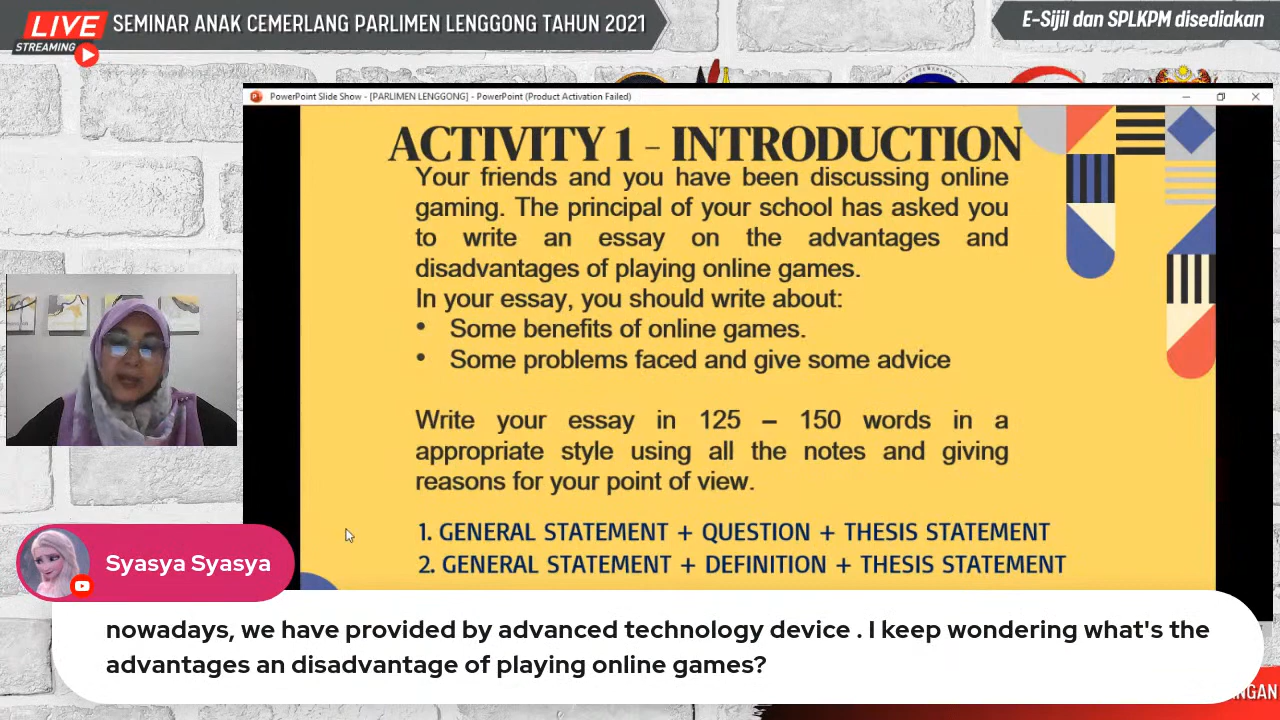 LIVE
STREAMING
SEMINAR ANAK CEMERLANG PARLIMEN LENGGONG TAHUN 2021
E-Sijil dan SPLKPM disediakan
PowerPoint Slide Show - [PARLIMEN LENGGONG] - PowerPoint (Product Activation Failed)
ACTIVITY 1 - INTRODUCTION
Your friends and you have been discussing online
gaming. The principal of your school has asked you
to write an essay on the advantages and
disadvantages of playing online games.
In your essay, you should write about:
• Some benefits of online games.
• Some problems faced and give some advice
Write your essay in 125 – 150 words in a
appropriate style using all the notes and giving
reasons for your point of view.
1. GENERAL STATEMENT + QUESTION + THESIS STATEMENT
2. GENERAL STATEMENT + DEFINITION + THESIS STATEMENT
Syasya Syasya
nowadays, we have provided by advanced technology device . I keep wondering what's the
advantages an disadvantage of playing online games?